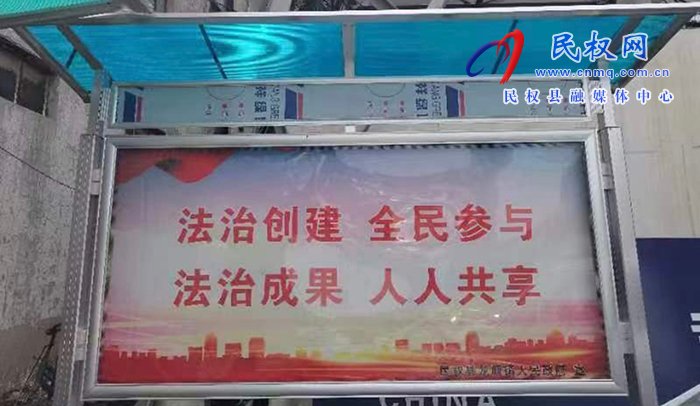 民权网
www.cnmq.com.cn
民权县融媒体中心
法治创建 全民参与
法治成果 人人共享
CHINA